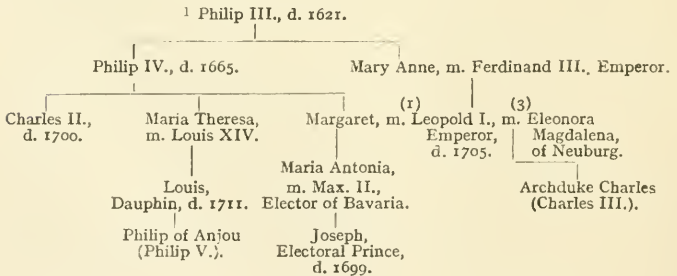 1 Philip III., d. 1621.
Philip IV., d. 1665. Mary Anne, m. Ferdinand III., Emperor.
(1) (3)
Charles II., Maria Theresa, Margaret, m. Leopold I., m. Eleonora
d. 1700. m. Louis XIV. Emperor, Magdalena,
d. 1705. of Neuburg.
Maria Antonia,
Louis, m. Max. II., Archduke Charles
Dauphin, d. 1711. Elector of Bavaria. (Charles III.).
Philip of Anjou Joseph,
(Philip V.). Electoral Prince,
d. 1699.